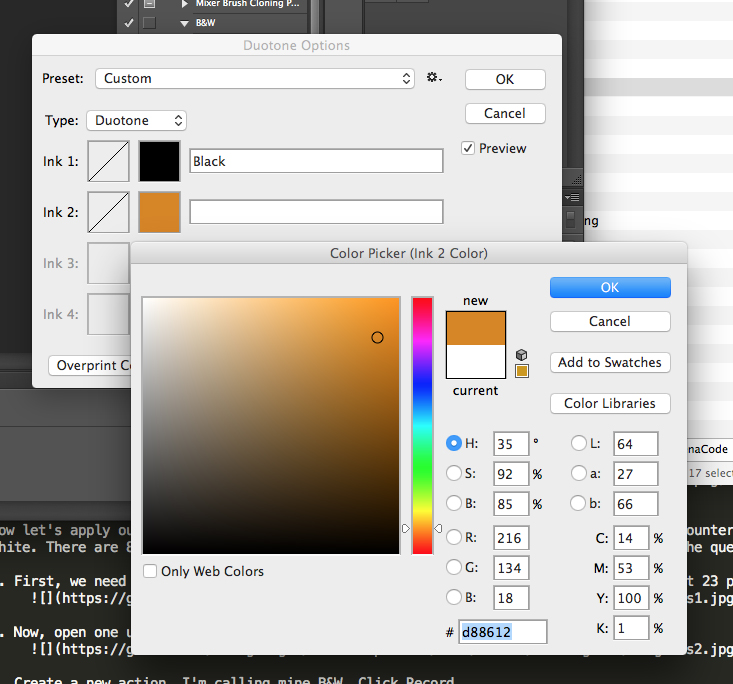 Mixer Brush Cloning P...
B&W
Duotone Options
Preset: Custom OK
Cancel
Type: Duotone
Preview
Ink 1: Black
Ink 2:
ng
Ink 3:
Ink 4:
Overprint Co
Color Picker (Ink 2 Color)
new
OK
Cancel
Add to Swatches
current
Color Libraries
H: 35 ° L: 64
S: 92 % a: 27
B: 85 % b: 66
R: 216 C: 14 %
G: 134 M: 53 %
B: 18 Y: 100 %
# d88612 K: 1 %
Only Web Colors
naCode
17 select
ow let's apply ou ounter
hite. There are 8 he que
. First, we need t 23 p
![](https://g s1.jpg
. Now, open one u
![](https://g s2.jpg
Create a new action. I'm calling mine B&W. Click Record